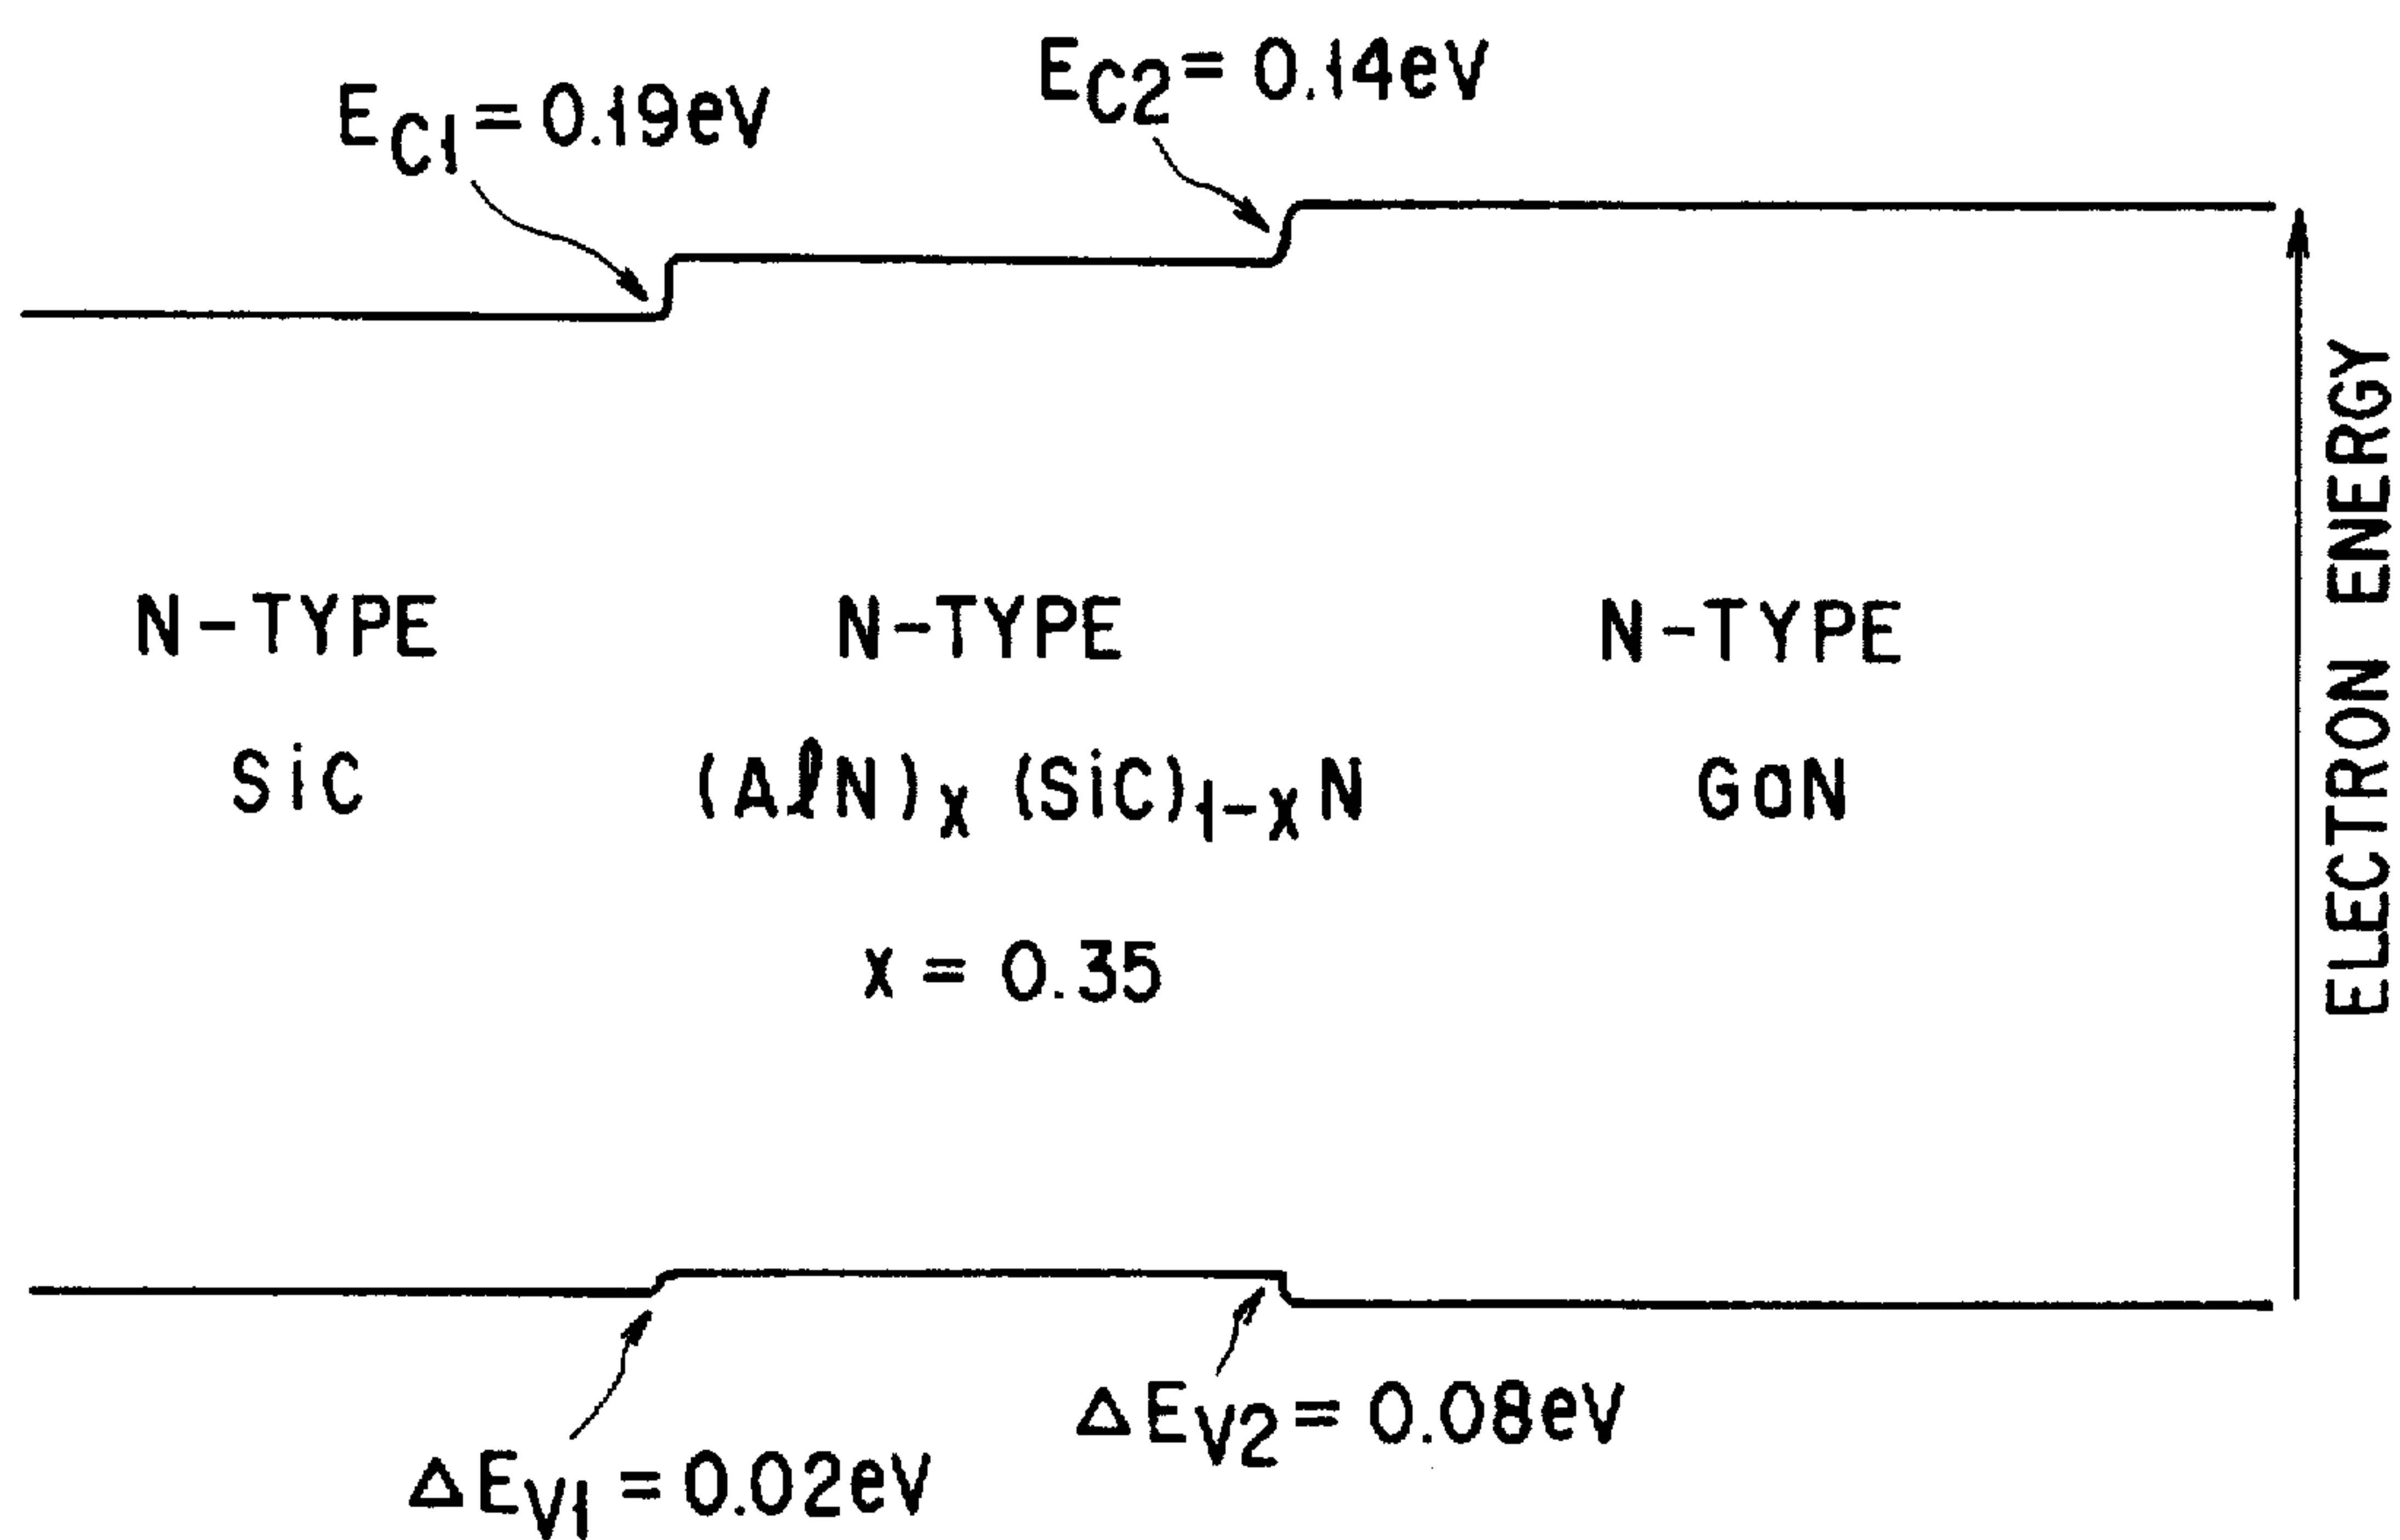 E_C1 = 0.19eV
E_C2 = 0.14eV
N-TYPE
SiC
N-TYPE
(AℓN)_x (SiC)_1-x N
x = 0.35
N-TYPE
GaN
ELECTRON ENERGY
ΔE_V1 = 0.02eV
ΔE_V2 = 0.08eV